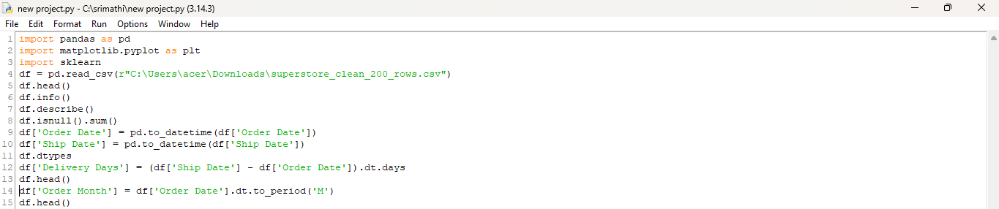 new project.py - C:\srimathi\new project.py (3.14.3)
File Edit Format Run Options Window Help
1 import pandas as pd
2 import matplotlib.pyplot as plt
3 import sklearn
4 df = pd.read_csv(r"C:\Users\acer\Downloads\superstore_clean_200_rows.csv")
5 df.head()
6 df.info()
7 df.describe()
8 df.isnull().sum()
9 df['Order Date'] = pd.to_datetime(df['Order Date'])
10 df['Ship Date'] = pd.to_datetime(df['Ship Date'])
11 df.dtypes
12 df['Delivery Days'] = (df['Ship Date'] - df['Order Date']).dt.days
13 df.head()
14 df['Order Month'] = df['Order Date'].dt.to_period('M')
15 df.head()